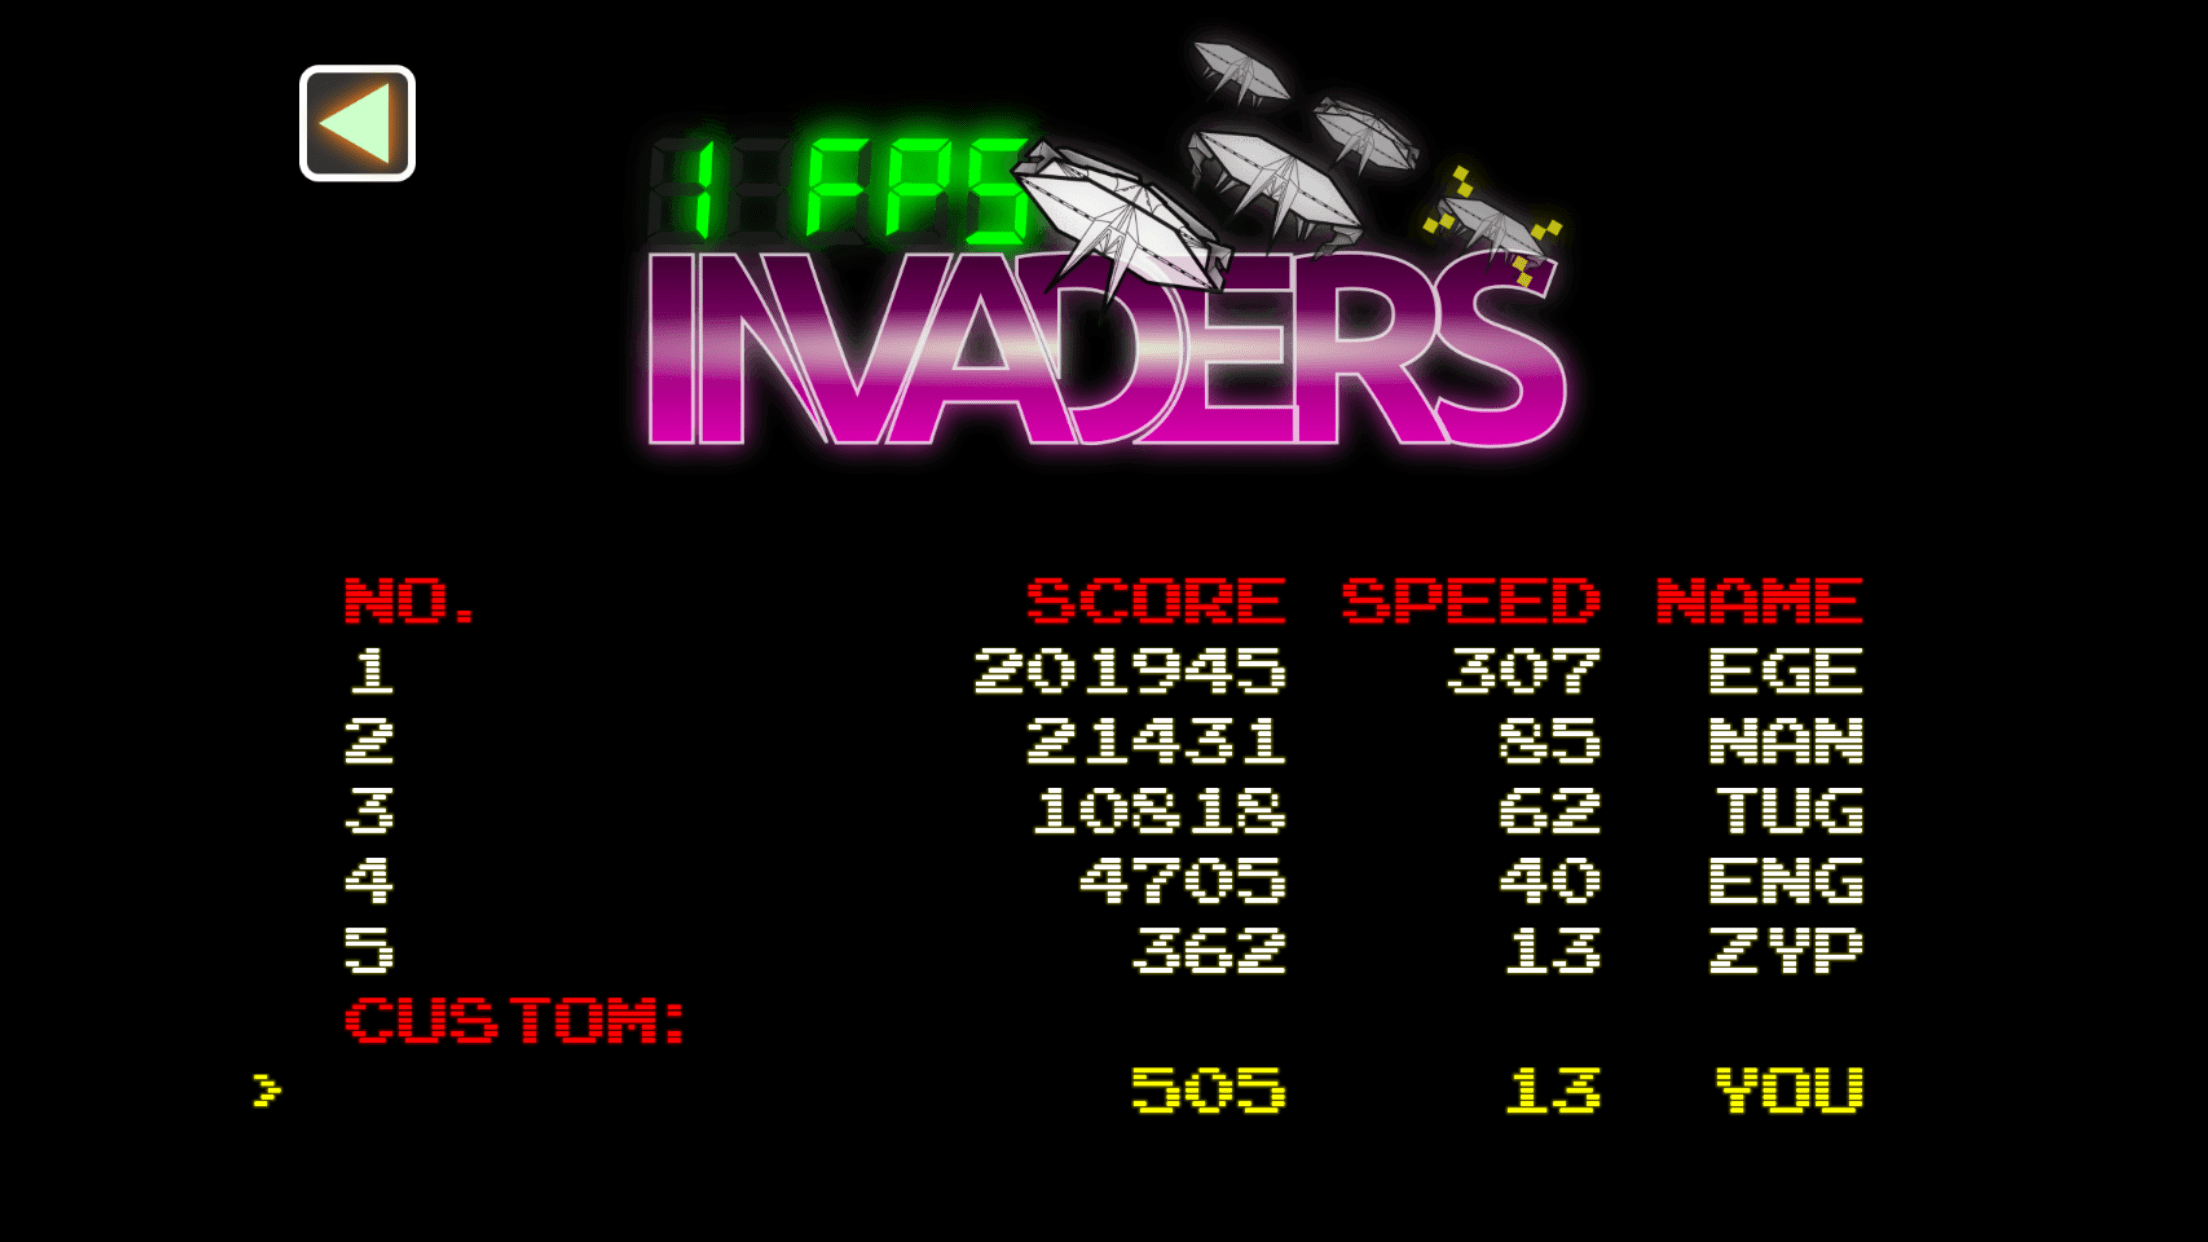 1 FPS
INVADERS
NO. SCORE SPEED NAME
1 201945 307 EGE
2 21431 85 NAN
3 10818 62 TUG
4 4705 40 ENG
5 362 13 ZYP
CUSTOM:
> 505 13 YOU